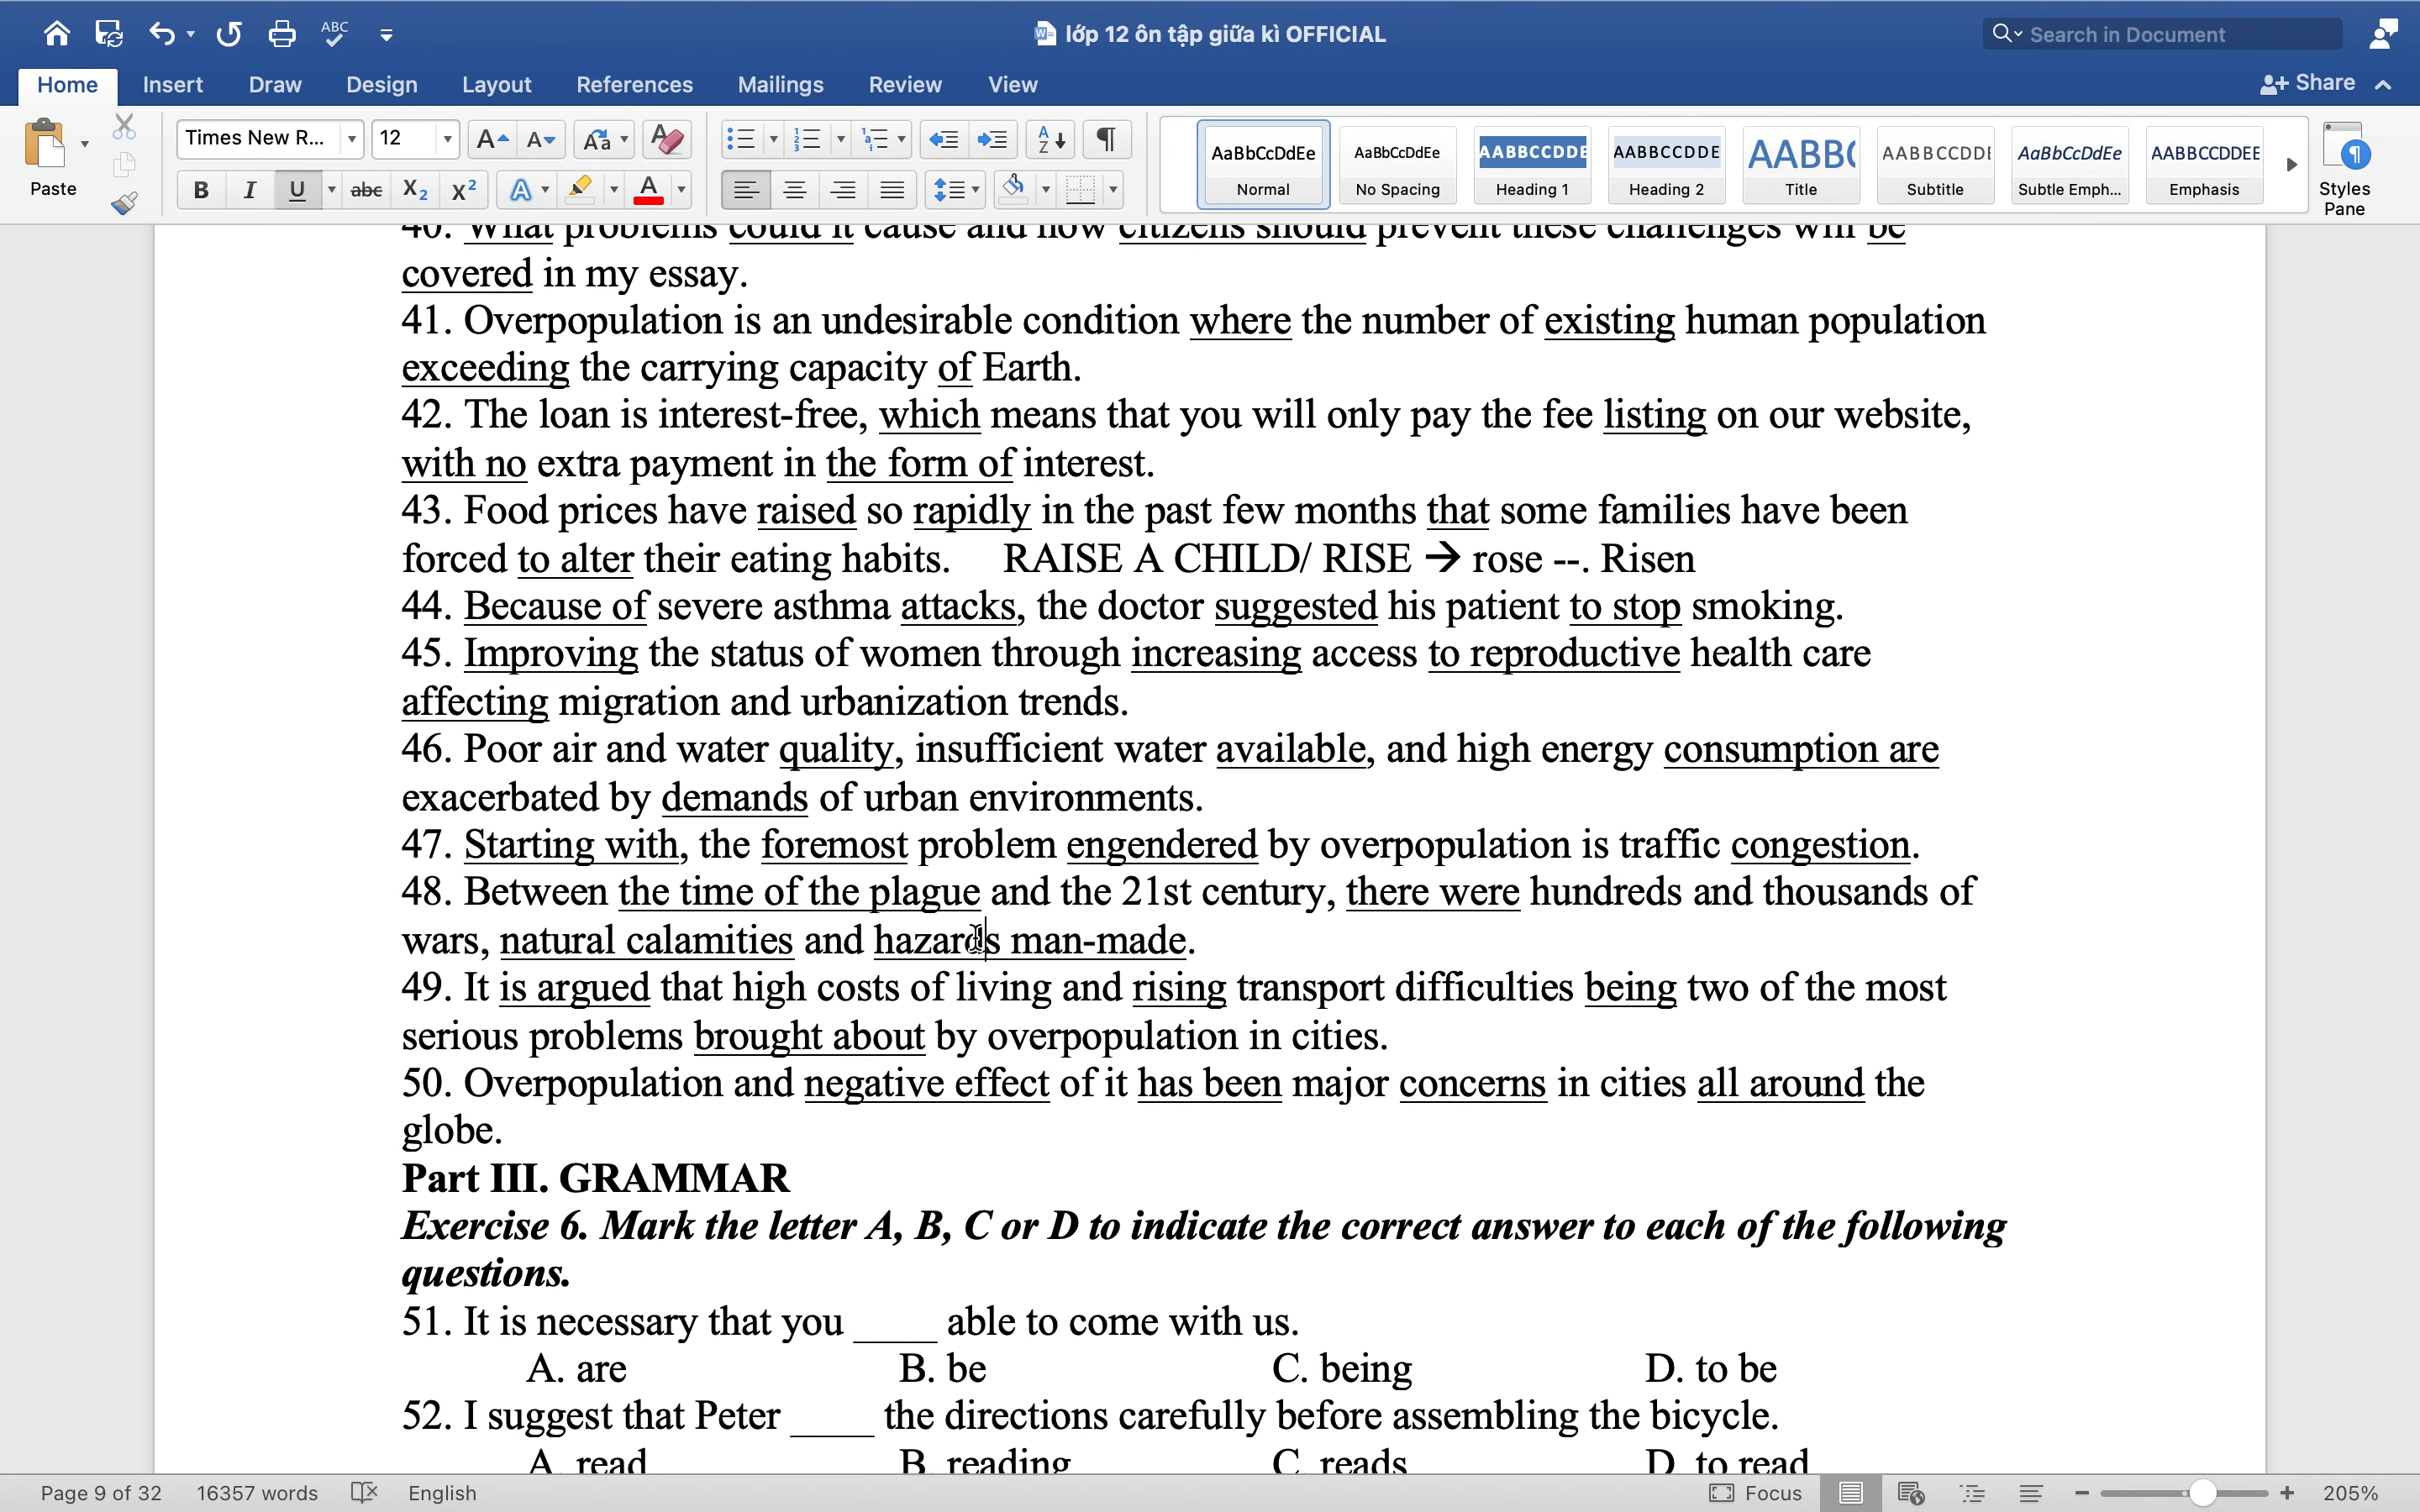 ABC
lớp 12 ôn tập giữa kì OFFICIAL
Search in Document
Home Insert Draw Design Layout References Mailings Review View
Share
Paste
Times New R... 12
AaBbCcDdEe AaBbCcDdEe AABBCCDDE AABBCCDDE AABB( AABBCCDDI AaBbCcDdEe AABBCCDDEE
Normal No Spacing Heading 1 Heading 2 Title Subtitle Subtle Emph... Emphasis
Styles
Pane
40. What problems could it cause and how citizens should prevent these challenges will be
covered in my essay.
41. Overpopulation is an undesirable condition where the number of existing human population
exceeding the carrying capacity of Earth.
42. The loan is interest-free, which means that you will only pay the fee listing on our website,
with no extra payment in the form of interest.
43. Food prices have raised so rapidly in the past few months that some families have been
forced to alter their eating habits. RAISE A CHILD/ RISE → rose --. Risen
44. Because of severe asthma attacks, the doctor suggested his patient to stop smoking.
45. Improving the status of women through increasing access to reproductive health care
affecting migration and urbanization trends.
46. Poor air and water quality, insufficient water available, and high energy consumption are
exacerbated by demands of urban environments.
47. Starting with, the foremost problem engendered by overpopulation is traffic congestion.
48. Between the time of the plague and the 21st century, there were hundreds and thousands of
wars, natural calamities and hazards man-made.
49. It is argued that high costs of living and rising transport difficulties being two of the most
serious problems brought about by overpopulation in cities.
50. Overpopulation and negative effect of it has been major concerns in cities all around the
globe.
Part III. GRAMMAR
Exercise 6. Mark the letter A, B, C or D to indicate the correct answer to each of the following
questions.
51. It is necessary that you ____ able to come with us.
A. are B. be C. being D. to be
52. I suggest that Peter ____ the directions carefully before assembling the bicycle.
A. read B. reading C. reads D. to read
Page 9 of 32 16357 words English Focus 205%